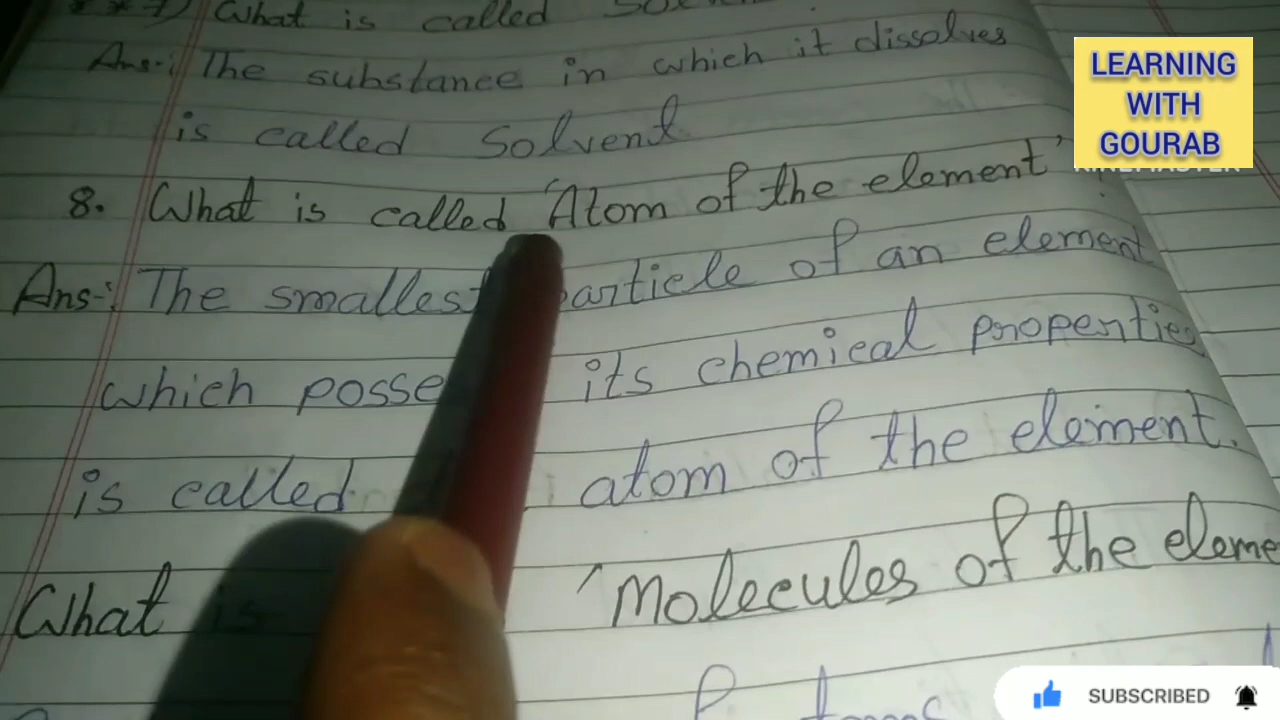 7) What is called
Ans-: The substance in which it dissolves
is called Solvent
8. What is called 'Atom of the element'
Ans-: The smallest particle of an element
which posse its chemical properties
is called atom of the element.
What is 'Molecules of the eleme
LEARNING
WITH
GOURAB
SUBSCRIBED